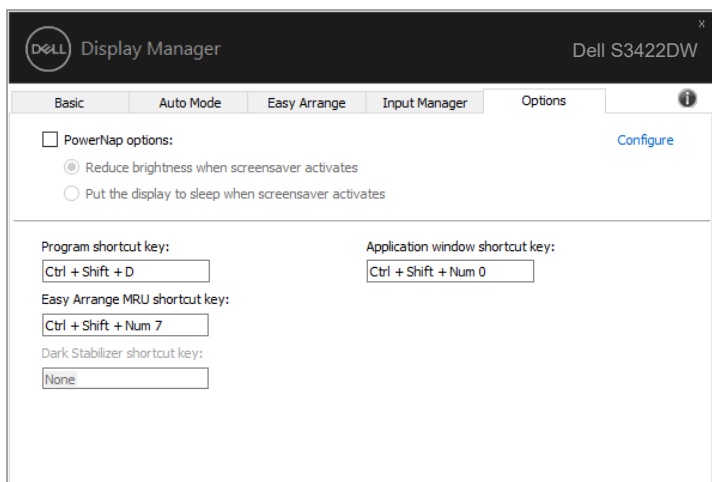 x
DELL Display Manager Dell S3422DW
Basic Auto Mode Easy Arrange Input Manager Options i
PowerNap options: Configure
Reduce brightness when screensaver activates
Put the display to sleep when screensaver activates
Program shortcut key: Application window shortcut key:
Ctrl + Shift + D Ctrl + Shift + Num 0
Easy Arrange MRU shortcut key:
Ctrl + Shift + Num 7
Dark Stabilizer shortcut key:
None